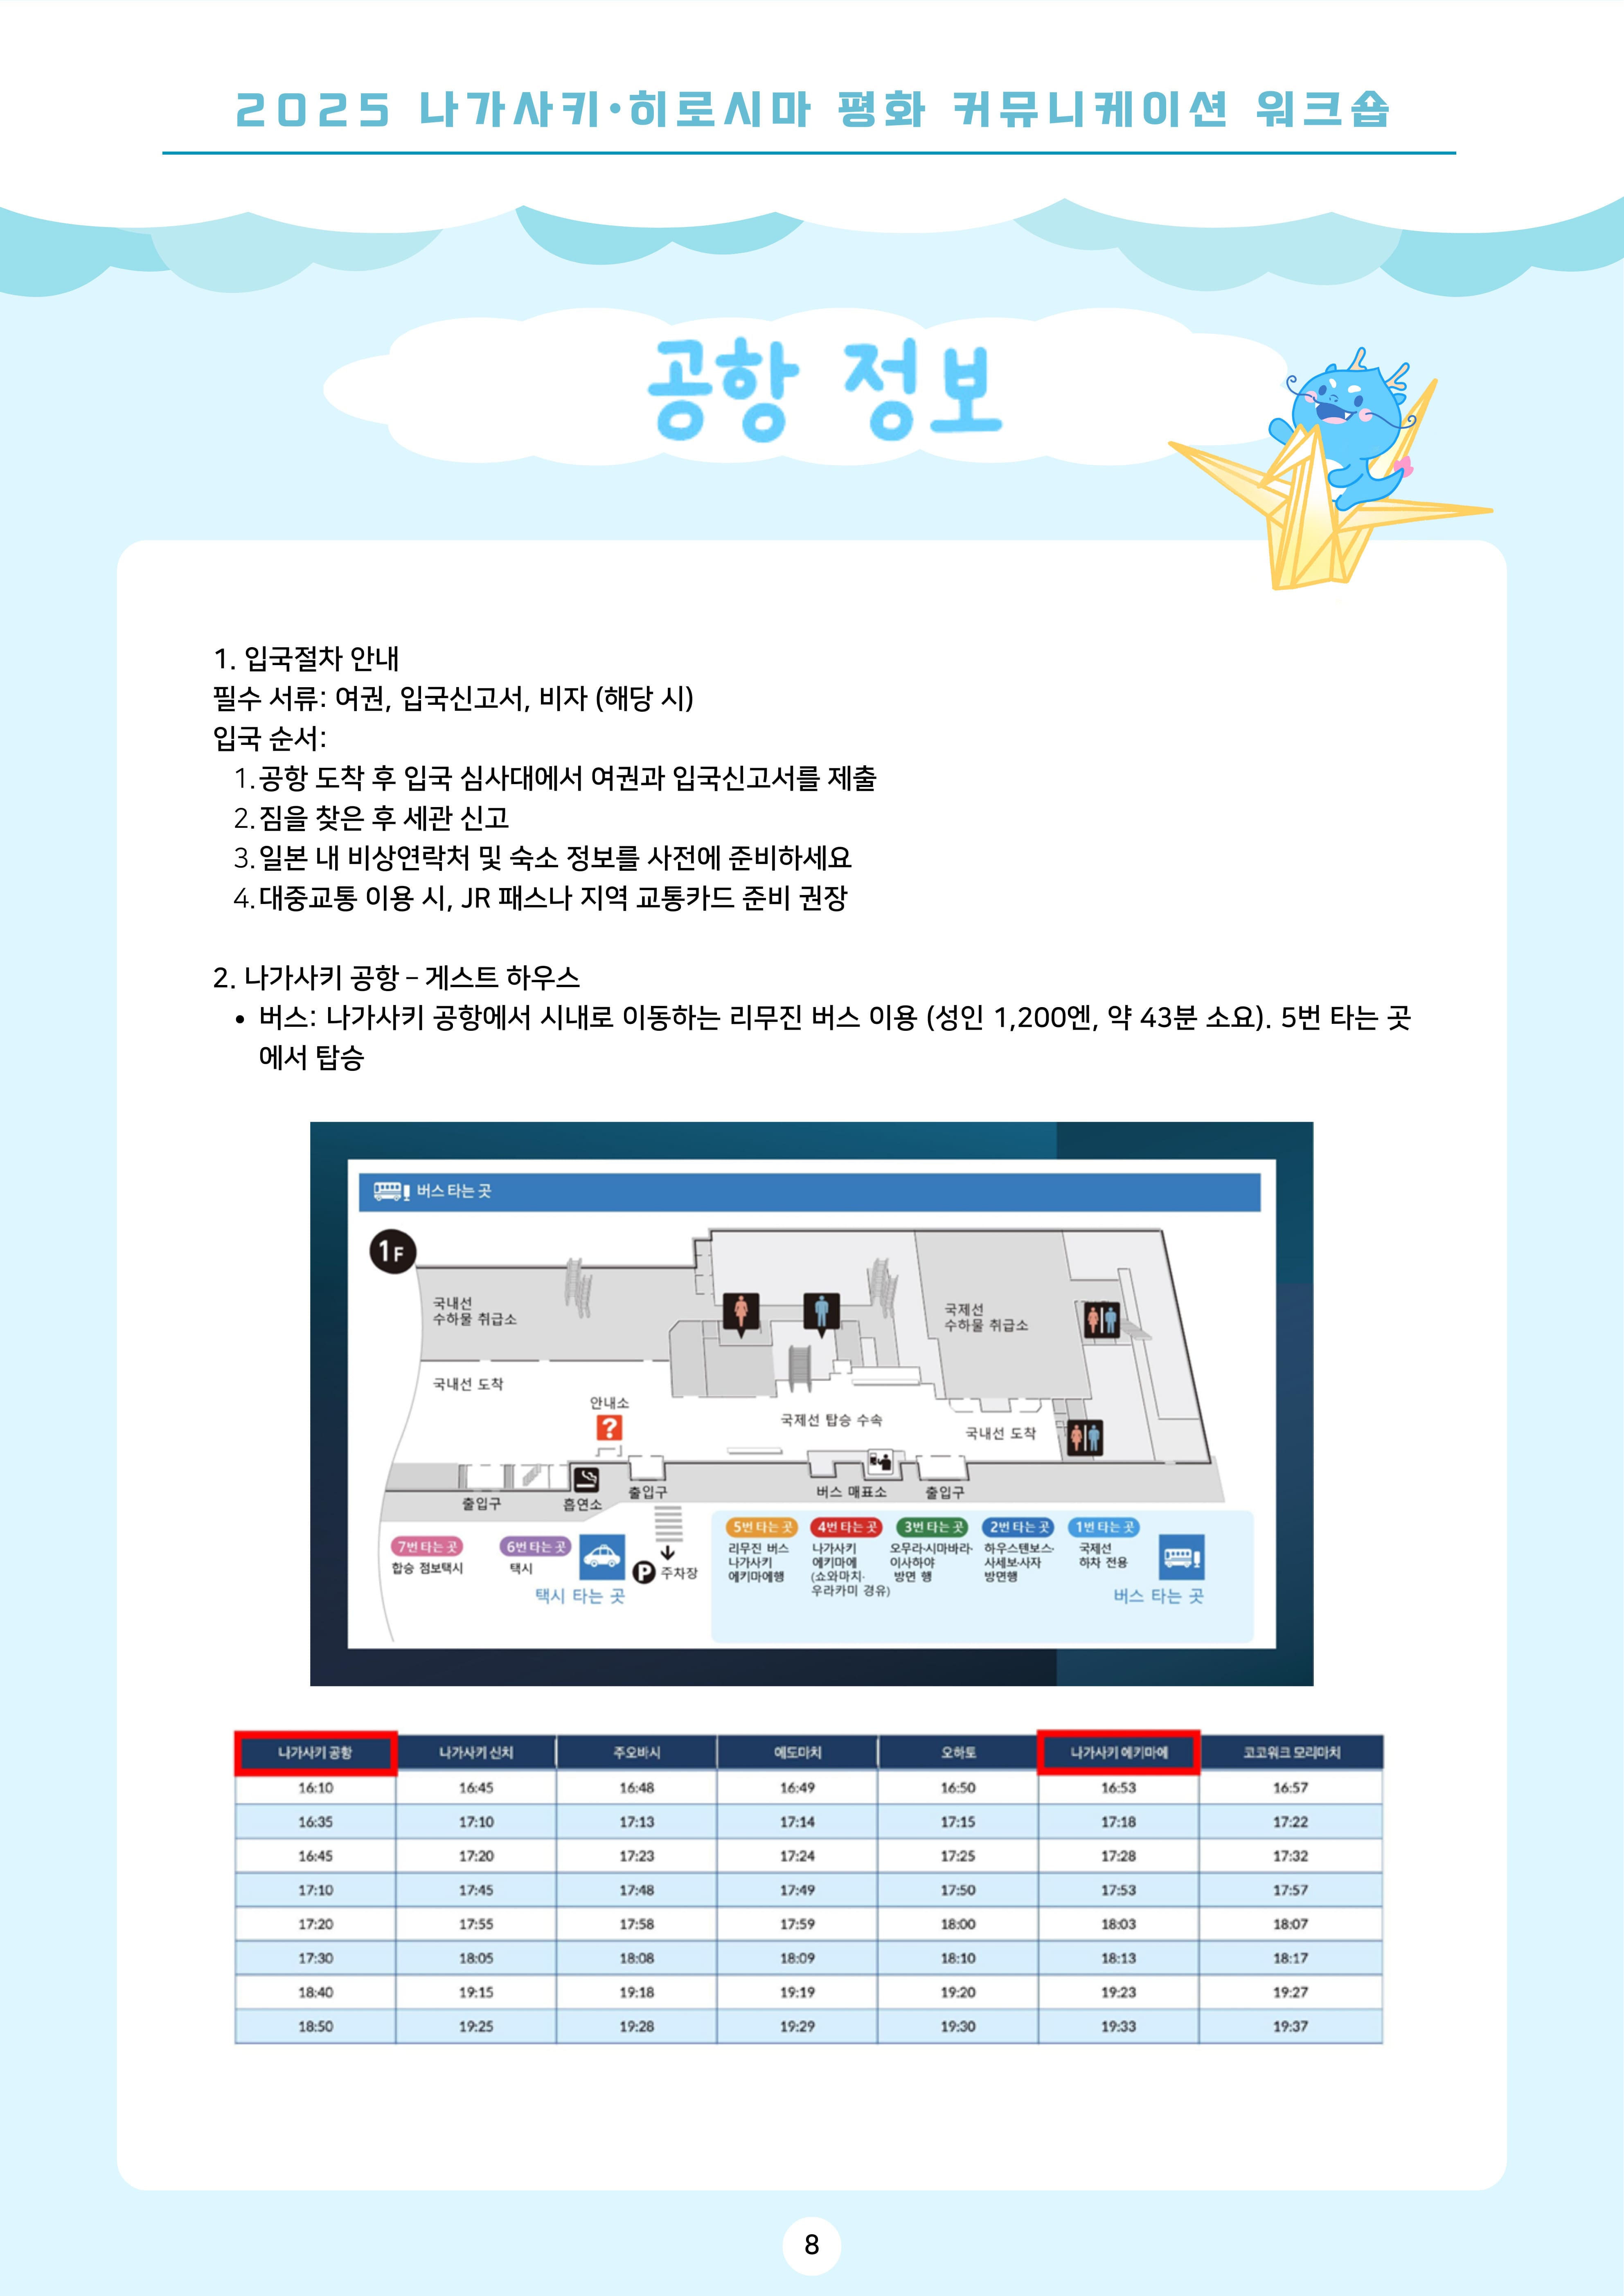 2025 나가사키·히로시마 평화 커뮤니케이션 워크숍
공항 정보
1. 입국절차 안내
필수 서류: 여권, 입국신고서, 비자 (해당 시)
입국 순서:
1. 공항 도착 후 입국 심사대에서 여권과 입국신고서를 제출
2. 짐을 찾은 후 세관 신고
3. 일본 내 비상연락처 및 숙소 정보를 사전에 준비하세요
4. 대중교통 이용 시, JR 패스나 지역 교통카드 준비 권장
2. 나가사키 공항 – 게스트 하우스
• 버스: 나가사키 공항에서 시내로 이동하는 리무진 버스 이용 (성인 1,200엔, 약 43분 소요). 5번 타는 곳
에서 탑승
버스 타는 곳
1F
국내선
수하물 취급소
국제선
수하물 취급소
국내선 도착
안내소
?
국제선 탑승 수속
국내선 도착
출입구
흡연소
출입구
버스 매표소
출입구
7번 타는 곳
합승 점보택시
6번 타는 곳
택시
택시 타는 곳
P 주차장
5번 타는 곳
리무진 버스
나가사키
에키마에행
4번 타는 곳
나가사키
에키마에
(쇼와마치·
우라카미 경유)
3번 타는 곳
오무라·시마바라·
이사하야
방면 행
2번 타는 곳
하우스텐보스·
사세보·사자
방면행
1번 타는 곳
국제선
하차 전용
버스 타는 곳
나가사키 공항 나가사키 신치 주오바시 에도마치 오하토 나가사키 에키마에 코코워크 모리마치
16:10 16:45 16:48 16:49 16:50 16:53 16:57
16:35 17:10 17:13 17:14 17:15 17:18 17:22
16:45 17:20 17:23 17:24 17:25 17:28 17:32
17:10 17:45 17:48 17:49 17:50 17:53 17:57
17:20 17:55 17:58 17:59 18:00 18:03 18:07
17:30 18:05 18:08 18:09 18:10 18:13 18:17
18:40 19:15 19:18 19:19 19:20 19:23 19:27
18:50 19:25 19:28 19:29 19:30 19:33 19:37
8